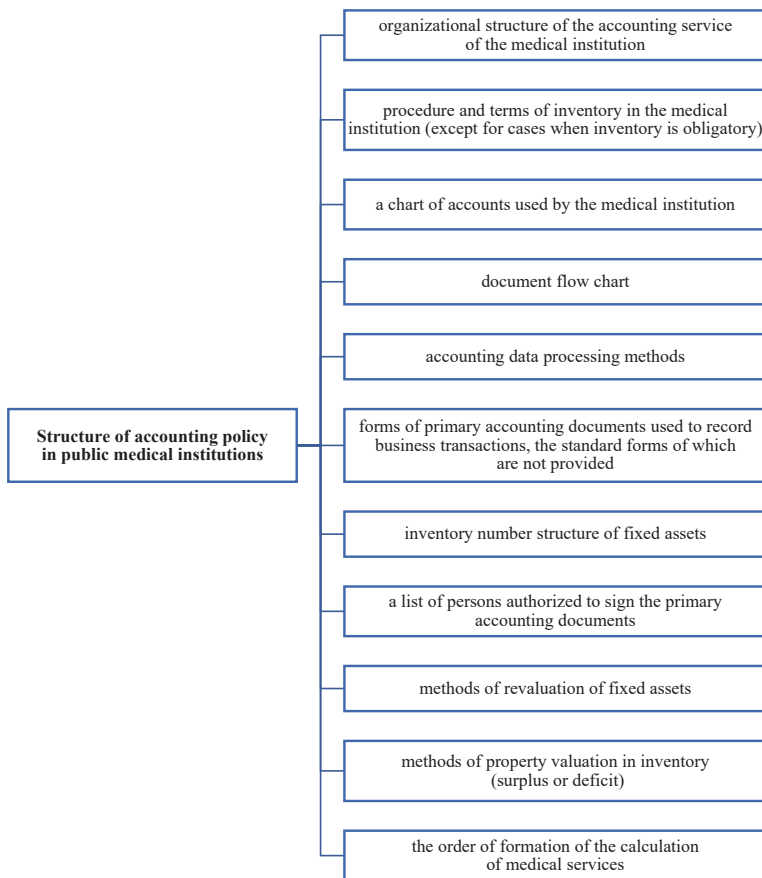 organizational structure of the accounting service
of the medical institution
procedure and terms of inventory in the medical
institution (except for cases when inventory is obligatory)
a chart of accounts used by the medical institution
document flow chart
accounting data processing methods
Structure of accounting policy
in public medical institutions
forms of primary accounting documents used to record
business transactions, the standard forms of which
are not provided
inventory number structure of fixed assets
a list of persons authorized to sign the primary
accounting documents
methods of revaluation of fixed assets
methods of property valuation in inventory
(surplus or deficit)
the order of formation of the calculation
of medical services